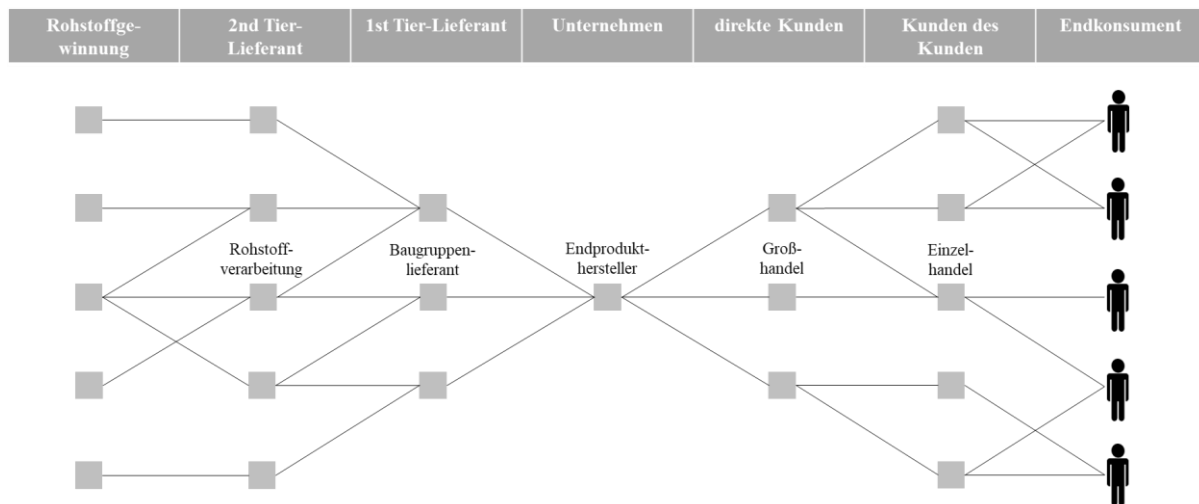 Rohstoffge-
winnung
2nd Tier-
Lieferant
1st Tier-Lieferant
Unternehmen
direkte Kunden
Kunden des
Kunden
Endkonsument
Rohstoff-
verarbeitung
Baugruppen-
lieferant
Endprodukt-
hersteller
Groß-
handel
Einzel-
handel